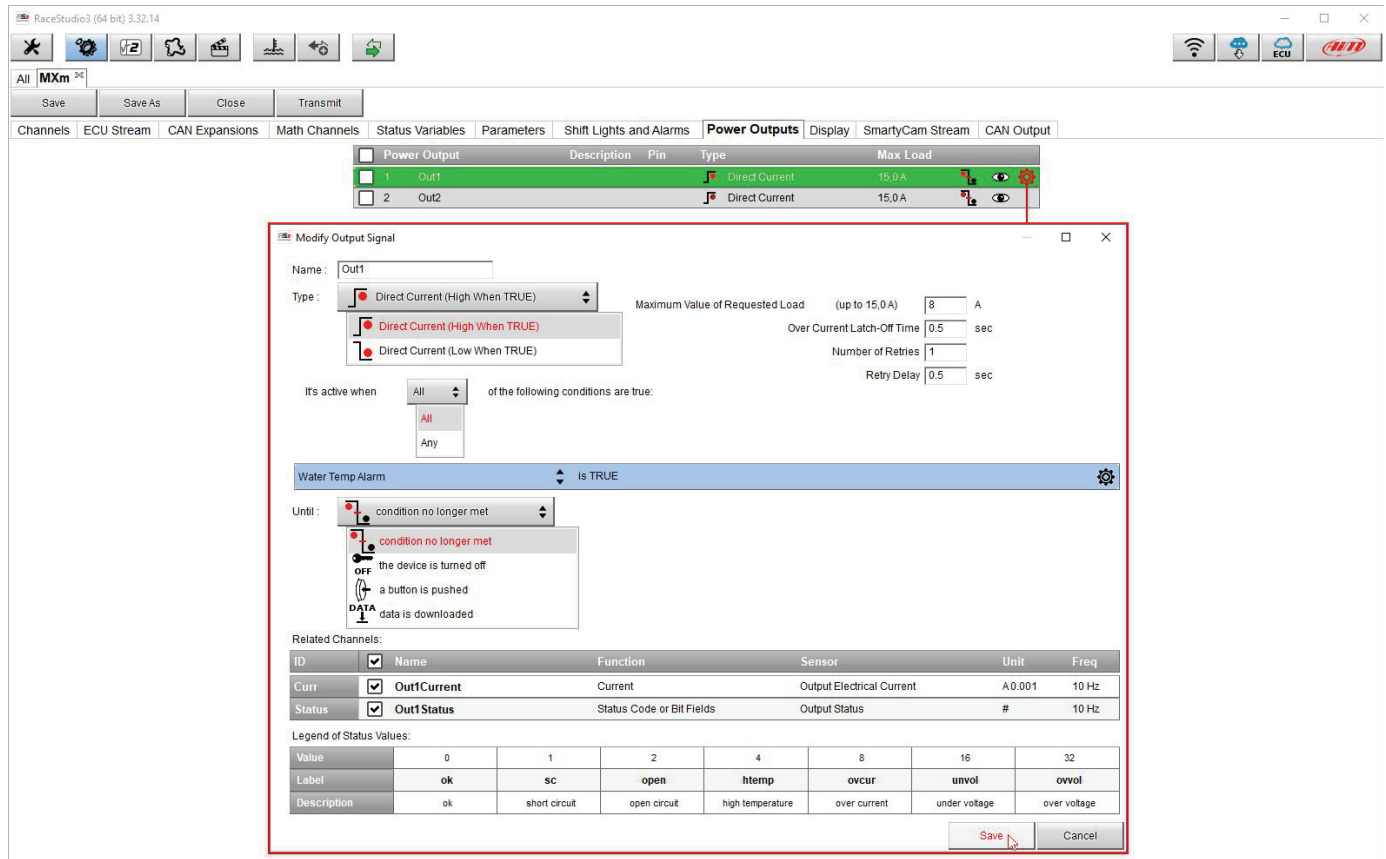 RaceStudio3 (64 bit) 3.32.14
ECU
All MXm
Save Save As Close Transmit
Channels ECU Stream CAN Expansions Math Channels Status Variables Parameters Shift Lights and Alarms Power Outputs Display SmartyCam Stream CAN Output
Power Output Description Pin Type Max Load
1 Out1 Direct Current 15,0 A
2 Out2 Direct Current 15,0 A
Modify Output Signal
Name : Out1
Type : Direct Current (High When TRUE)
Maximum Value of Requested Load (up to 15,0 A) 8 A
Direct Current (High When TRUE)
Over Current Latch-Off Time 0.5 sec
Direct Current (Low When TRUE)
Number of Retries 1
Retry Delay 0.5 sec
It's active when All of the following conditions are true:
All
Any
Water Temp Alarm is TRUE
Until : condition no longer met
condition no longer met
OFF the device is turned off
a button is pushed
DATA data is downloaded
Related Channels:
ID Name Function Sensor Unit Freq
Curr Out1Current Current Output Electrical Current A 0.001 10 Hz
Status Out1Status Status Code or Bit Fields Output Status # 10 Hz
Legend of Status Values:
Value 0 1 2 4 8 16 32
Label ok sc open htemp ovcur unvol ovvol
Description ok short circuit open circuit high temperature over current under voltage over voltage
Save Cancel